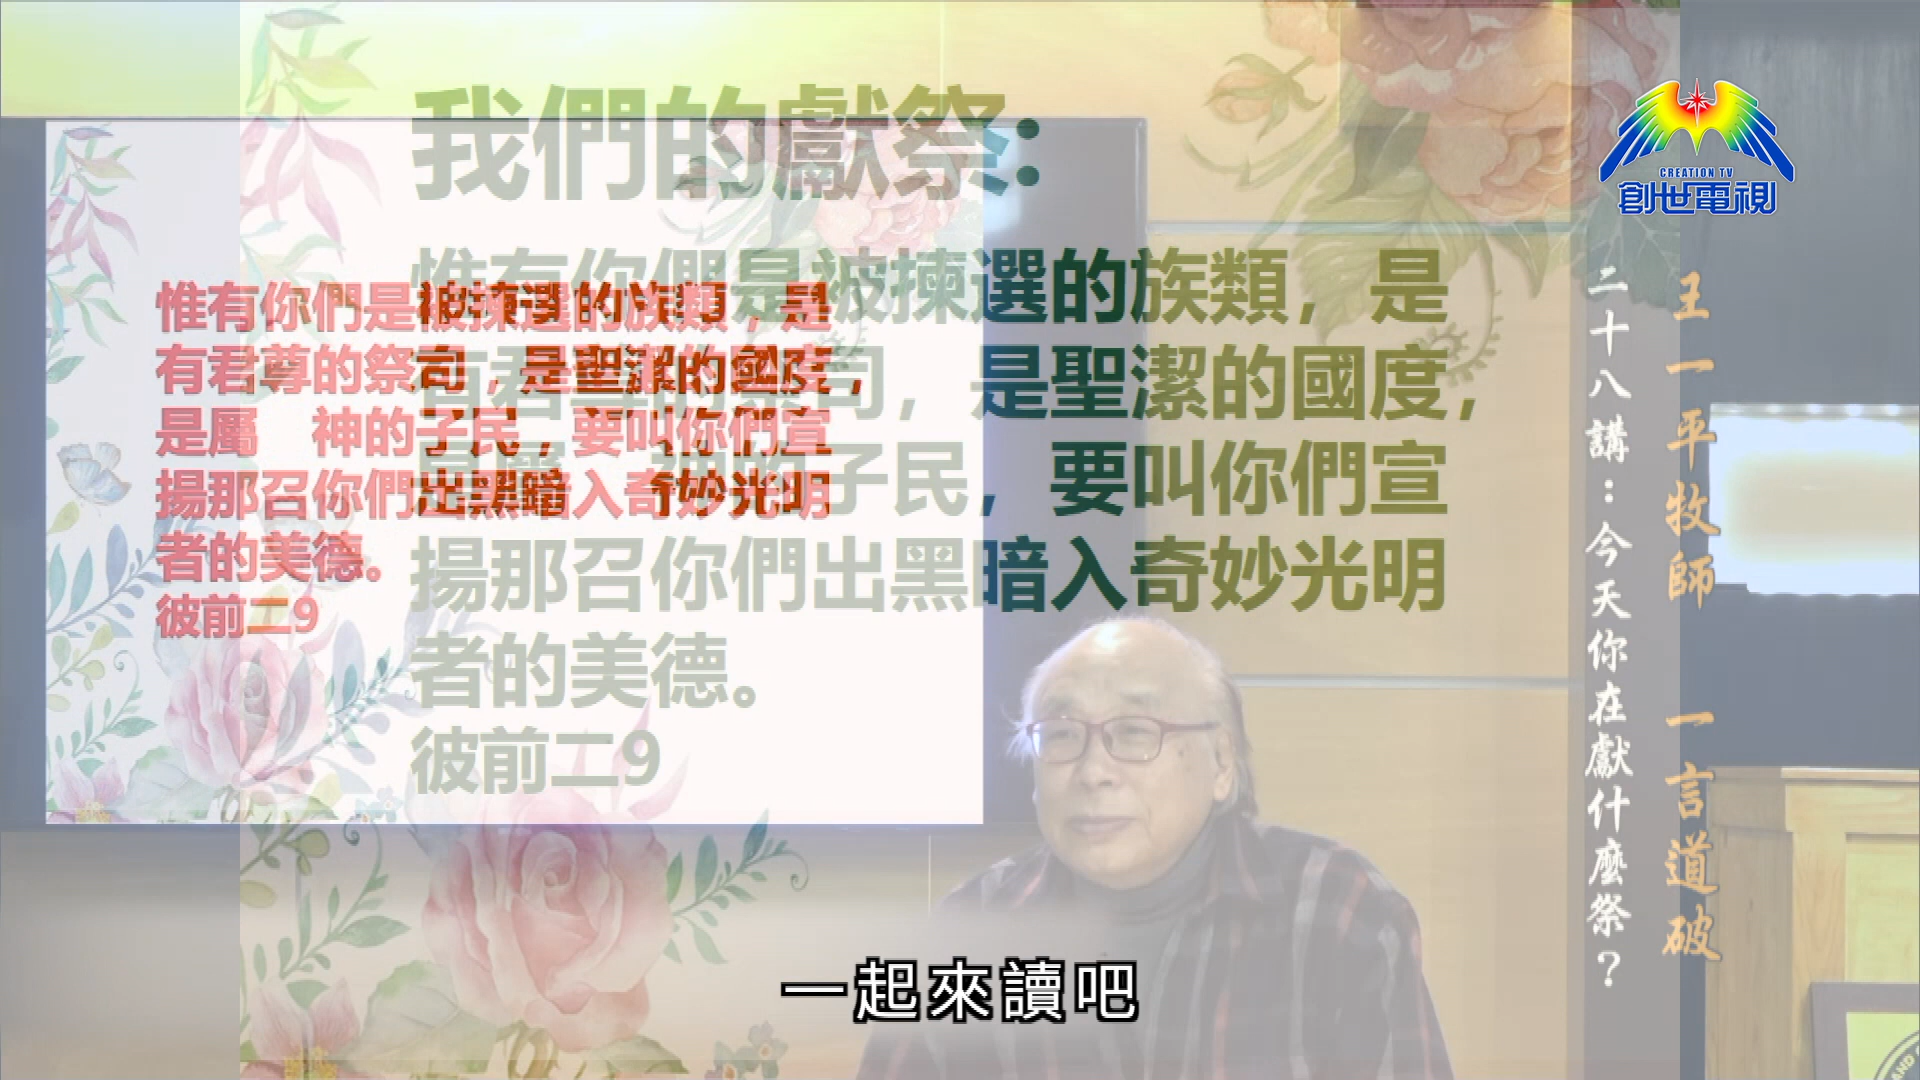 我們的獻祭:
惟有你們是被揀選的族類，是
有君尊的祭司，是聖潔的國度，
是屬　神的子民，要叫你們宣
揚那召你們出黑暗入奇妙光明
者的美德。
彼前二9
惟有你們是被揀選的族類，是
有君尊的祭司，是聖潔的國度，
是屬　神的子民，要叫你們宣
揚那召你們出黑暗入奇妙光明
者的美德。
彼前二9
CREATION TV
創世電視
王一平牧師　一言道破
二十八講：今天你在獻什麼祭？
一起來讀吧